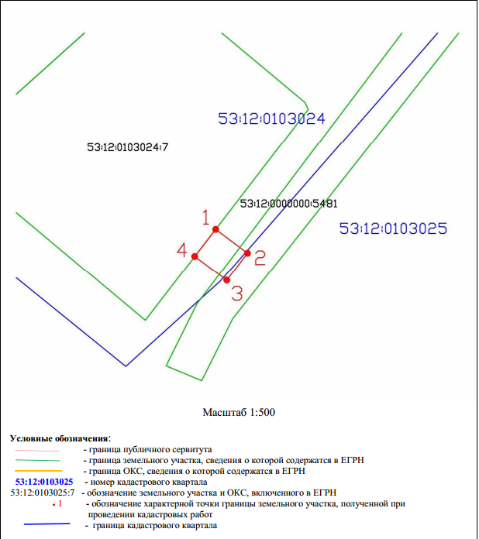 53:12:0103024
53:12:0103024:7
53:12:0000000:5481
53:12:0103025
1
2
4
3
Масштаб 1:500
Условные обозначения:
- граница публичного сервитута
- граница земельного участка, сведения о которой содержатся в ЕГРН
- граница ОКС, сведения о которой содержатся в ЕГРН
53:12:0103025 - номер кадастрового квартала
53:12:0103025:7 - обозначение земельного участка и ОКС, включенного в ЕГРН
1 - обозначение характерной точки границы земельного участка, полученной при
проведении кадастровых работ
- граница кадастрового квартала